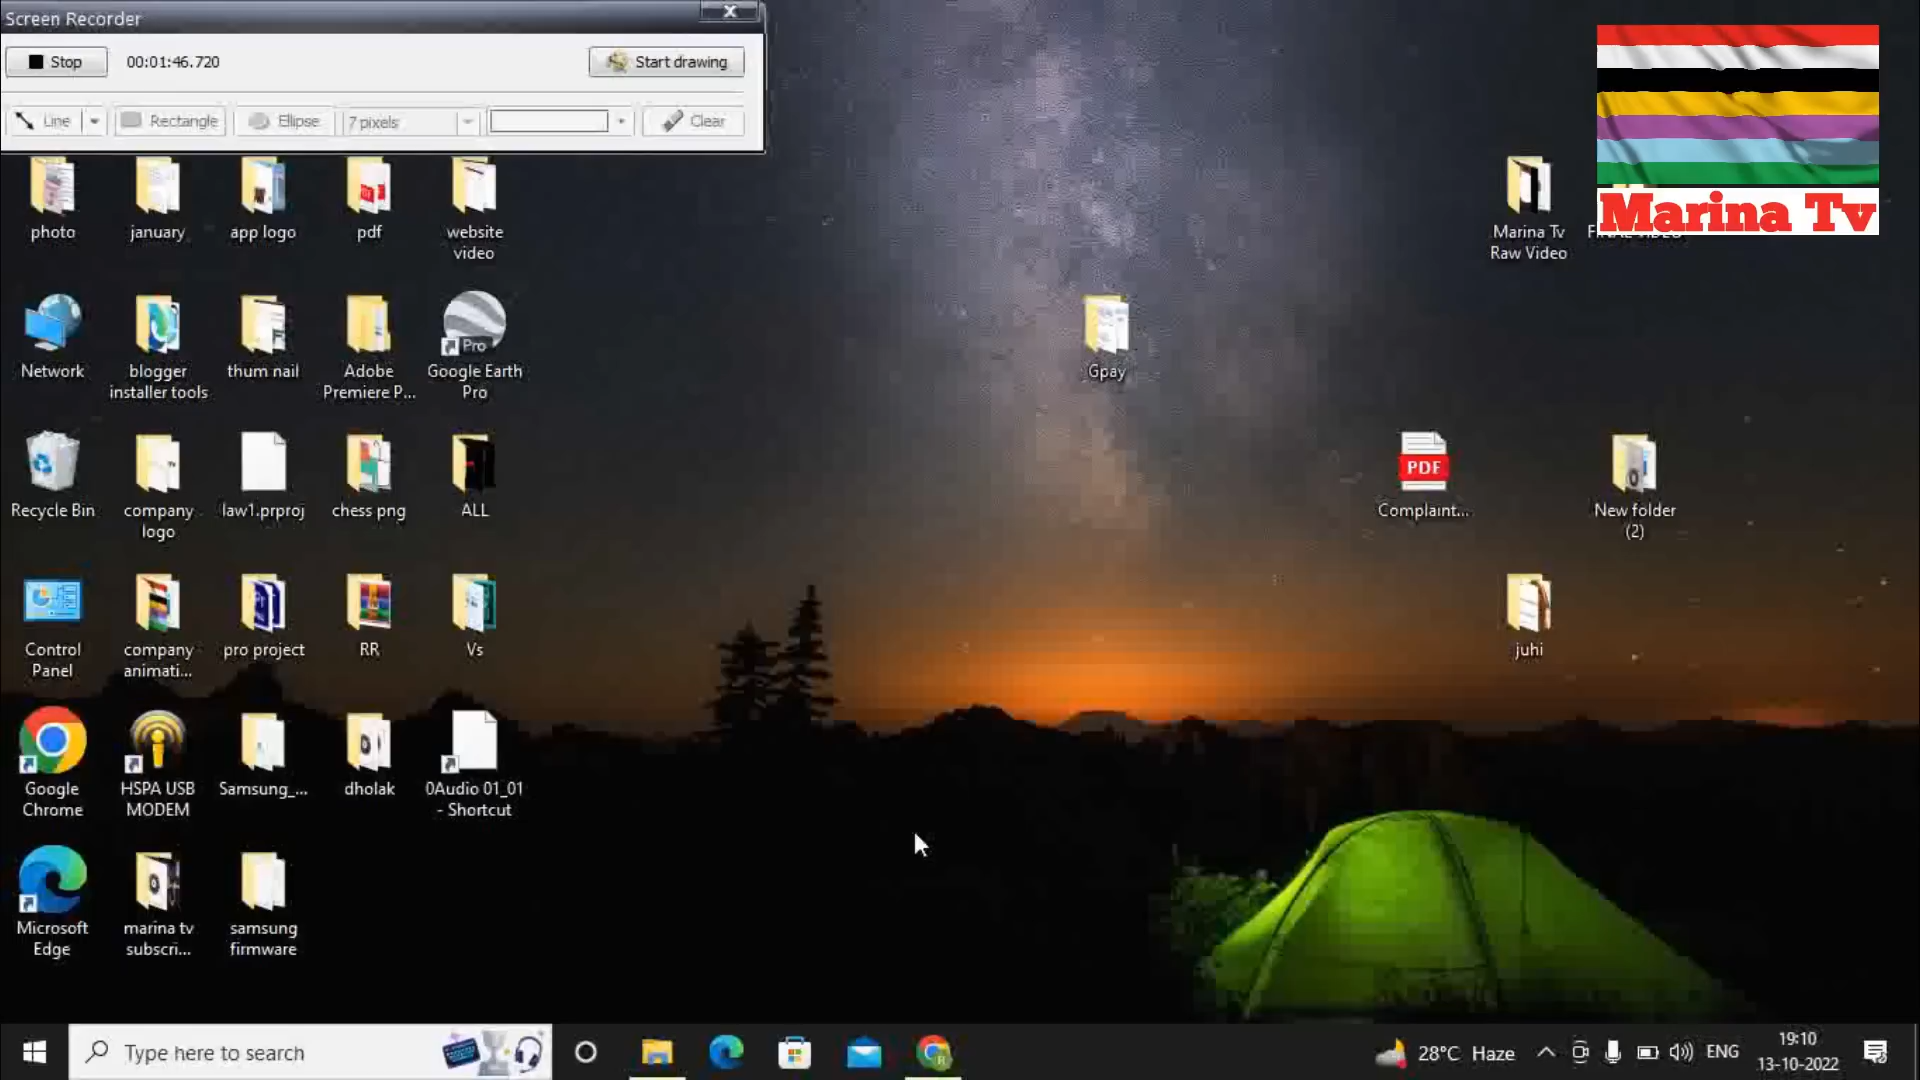 Screen Recorder
Stop
00:01:46.720
Start drawing
Line
Rectangle
Ellipse
7 pixels
Clear
Marina Tv
photo
january
app logo
pdf
website
video
Marina Tv
Raw Video
Network
blogger
installer tools
thum nail
Adobe
Premiere P...
Pro
Google Earth
Pro
Gpay
Recycle Bin
company
logo
law1.prproj
chess png
ALL
PDF
Complaint...
New folder
(2)
Control
Panel
company
animati...
pro project
RR
Vs
juhi
Google
Chrome
HSPA USB
MODEM
Samsung_...
dholak
0Audio 01_01
- Shortcut
Microsoft
Edge
marina tv
subscri...
samsung
firmware
Type here to search
28°C Haze
ENG
19:10
13-10-2022